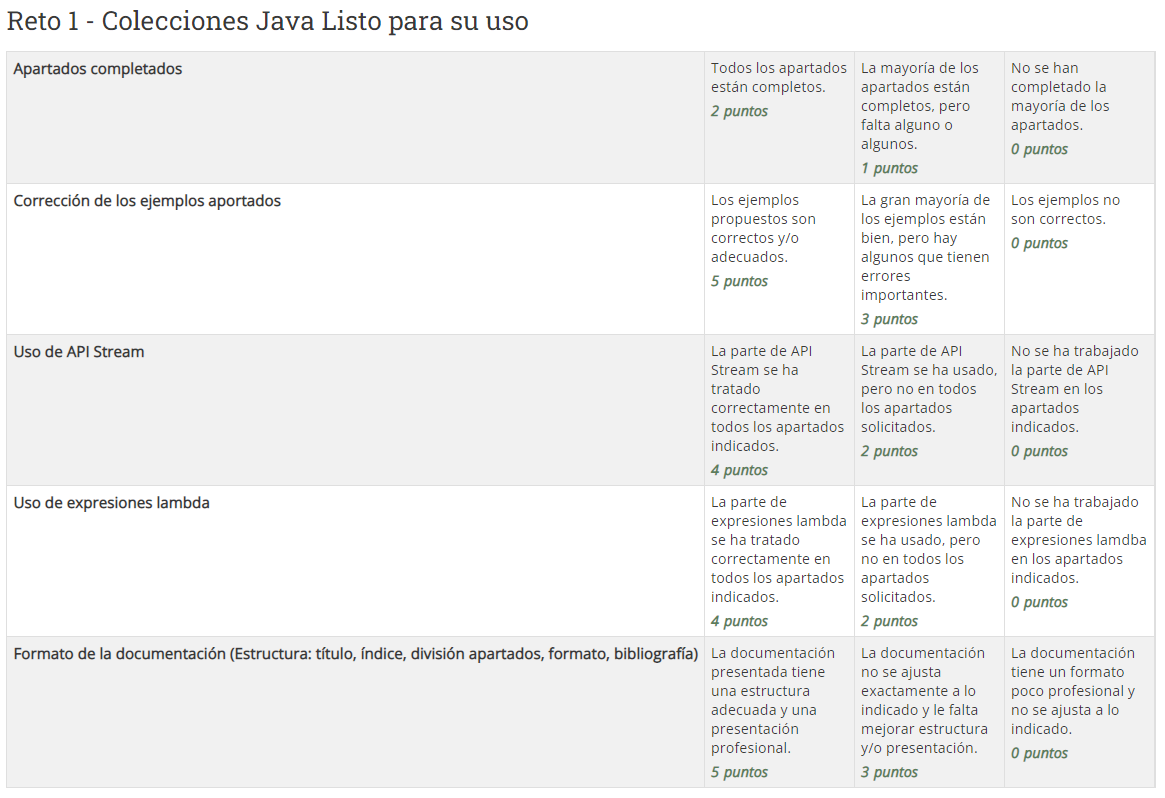 Reto 1 - Colecciones Java Listo para su uso
Apartados completados
Todos los apartados
están completos.
2 puntos
La mayoría de los
apartados están
completos, pero
falta alguno o
algunos.
1 puntos
No se han
completado la
mayoría de los
apartados.
0 puntos
Corrección de los ejemplos aportados
Los ejemplos
propuestos son
correctos y/o
adecuados.
5 puntos
La gran mayoría de
los ejemplos están
bien, pero hay
algunos que tienen
errores
importantes.
3 puntos
Los ejemplos no
son correctos.
0 puntos
Uso de API Stream
La parte de API
Stream se ha
tratado
correctamente en
todos los apartados
indicados.
4 puntos
La parte de API
Stream se ha usado,
pero no en todos
los apartados
solicitados.
2 puntos
No se ha trabajado
la parte de API
Stream en los
apartados
indicados.
0 puntos
Uso de expresiones lambda
La parte de
expresiones lambda
se ha tratado
correctamente en
todos los apartados
indicados.
4 puntos
La parte de
expresiones lambda
se ha usado, pero
no en todos los
apartados
solicitados.
2 puntos
No se ha trabajado
la parte de
expresiones lamdba
en los apartados
indicados.
0 puntos
Formato de la documentación (Estructura: título, índice, división apartados, formato, bibliografía)
La documentación
presentada tiene
una estructura
adecuada y una
presentación
profesional.
5 puntos
La documentación
no se ajusta
exactamente a lo
indicado y le falta
mejorar estructura
y/o presentación.
3 puntos
La documentación
tiene un formato
poco profesional y
no se ajusta a lo
indicado.
0 puntos